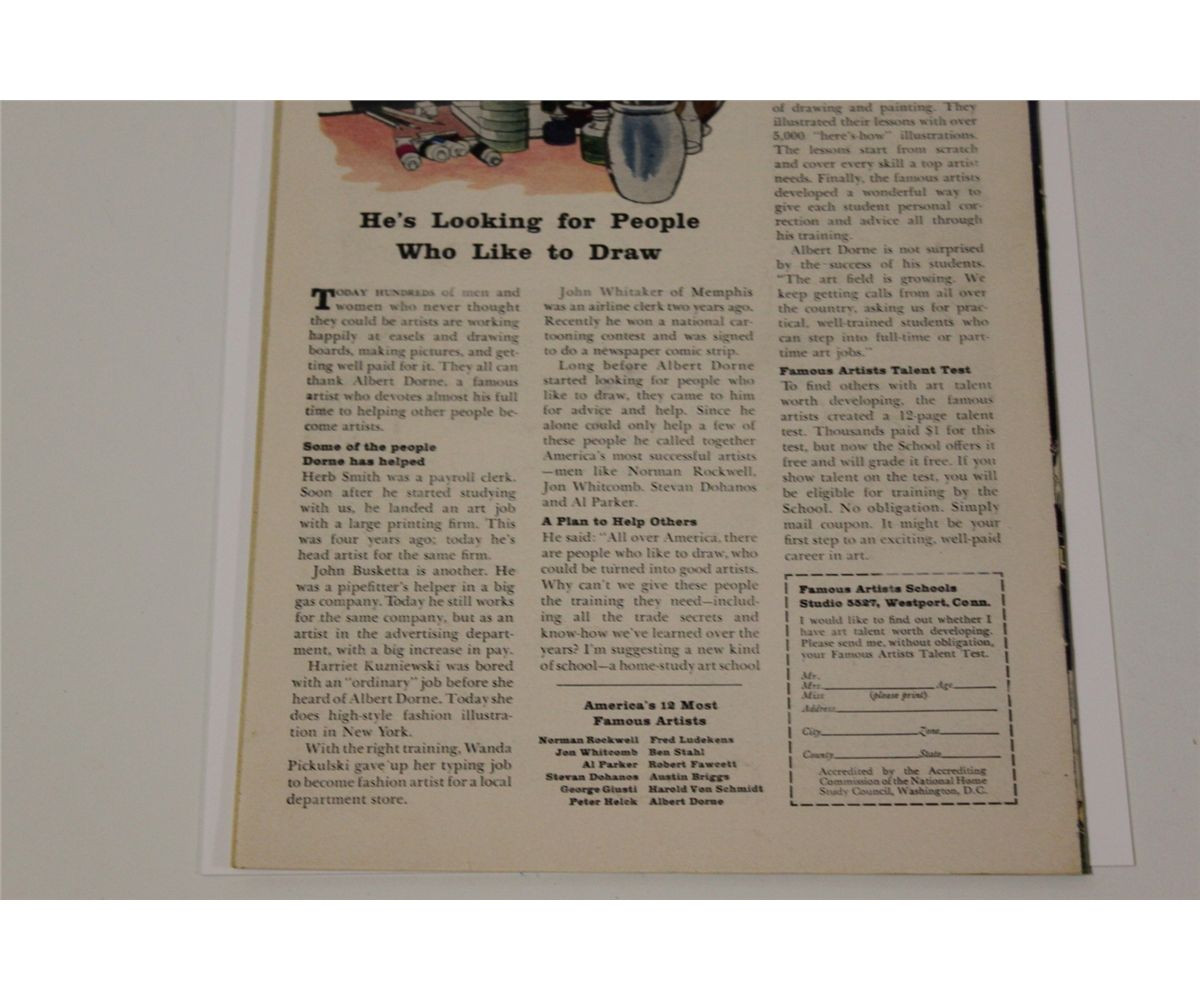 He's Looking for People
Who Like to Draw
TODAY HUNDREDS of men and
women who never thought
they could be artists are working
happily at easels and drawing
boards, making pictures, and get-
ting well paid for it. They all can
thank Albert Dorne, a famous
artist who devotes almost his full
time to helping other people be-
come artists.
Some of the people
Dorne has helped
Herb Smith was a payroll clerk.
Soon after he started studying
with us, he landed an art job
with a large printing firm. This
was four years ago; today he's
head artist for the same firm.
John Busketta is another. He
was a pipefitter's helper in a big
gas company. Today he still works
for the same company, but as an
artist in the advertising depart-
ment, with a big increase in pay.
Harriet Kuzniewski was bored
with an "ordinary" job before she
heard of Albert Dorne. Today she
does high-style fashion illustra-
tion in New York.
With the right training, Wanda
Pickulski gave up her typing job
to become fashion artist for a local
department store.
John Whitaker of Memphis
was an airline clerk two years ago.
Recently he won a national car-
tooning contest and was signed
to do a newspaper comic strip.
Long before Albert Dorne
started looking for people who
like to draw, they came to him
for advice and help. Since he
alone could only help a few of
these people he called together
America's most successful artists
—men like Norman Rockwell,
Jon Whitcomb, Stevan Dohanos
and Al Parker.
A Plan to Help Others
He said: "All over America, there
are people who like to draw, who
could be turned into good artists.
Why can't we give these people
the training they need—includ-
ing all the trade secrets and
know-how we've learned over the
years? I'm suggesting a new kind
of school—a home-study art school
America's 12 Most
Famous Artists
Norman Rockwell Fred Ludekens
Jon Whitcomb Ben Stahl
Al Parker Robert Fawcett
Stevan Dohanos Austin Briggs
George Giusti Harold Von Schmidt
Peter Helck Albert Dorne
of drawing and painting. They
illustrated their lessons with over
5,000 "here's-how" illustrations.
The lessons start from scratch
and cover every skill a top artist
needs. Finally, the famous artists
developed a wonderful way to
give each student personal cor-
rection and advice all through
his training.
Albert Dorne is not surprised
by the success of his students.
"The art field is growing. We
keep getting calls from all over
the country, asking us for prac-
tical, well-trained students who
can step into full-time or part-
time art jobs."
Famous Artists Talent Test
To find others with art talent
worth developing, the famous
artists created a 12-page talent
test. Thousands paid $1 for this
test, but now the School offers it
free and will grade it free. If you
show talent on the test, you will
be eligible for training by the
School. No obligation. Simply
mail coupon. It might be your
first step to an exciting, well-paid
career in art.
Famous Artists Schools
Studio 5527, Westport, Conn.
I would like to find out whether I
have art talent worth developing.
Please send me, without obligation,
your Famous Artists Talent Test.
Mr.
Mrs. Age
Miss (please print)
Address
City Zone
County State
Accredited by the Accrediting
Commission of the National Home
Study Council, Washington, D.C.